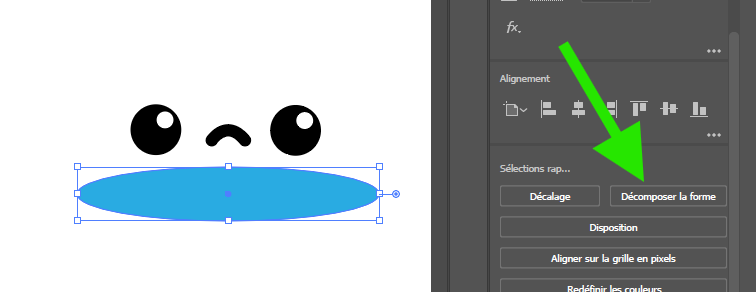 fx
Alignement
Sélections rap...
Décalage
Décomposer la forme
Disposition
Aligner sur la grille en pixels
Redéfinir les couleurs